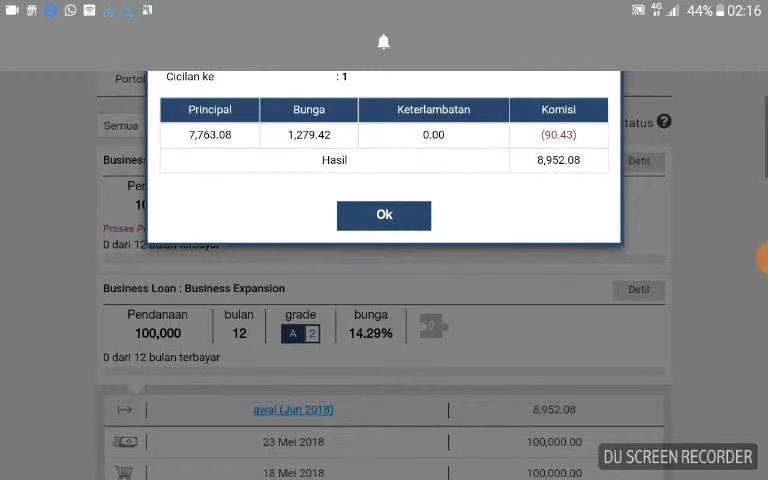 4G 44% 02:16
Cicilan ke : 1
Porto
Principal Bunga Keterlambatan Komisi
Semua tatus ?
7,763.08 1,279.42 0.00 (90.43)
Hasil 8,952.08
Business Detil
Per
10
Ok
Proses P
0 dari 12 bulan terbayar
Business Loan : Business Expansion Detil
Pendanaan bulan grade bunga
100,000 12 A 2 14.29% 0
0 dari 12 bulan terbayar
awal (Jun 2018) 8,952.08
23 Mei 2018 100,000.00
18 Mei 2018 100,000.00
DU SCREEN RECORDER